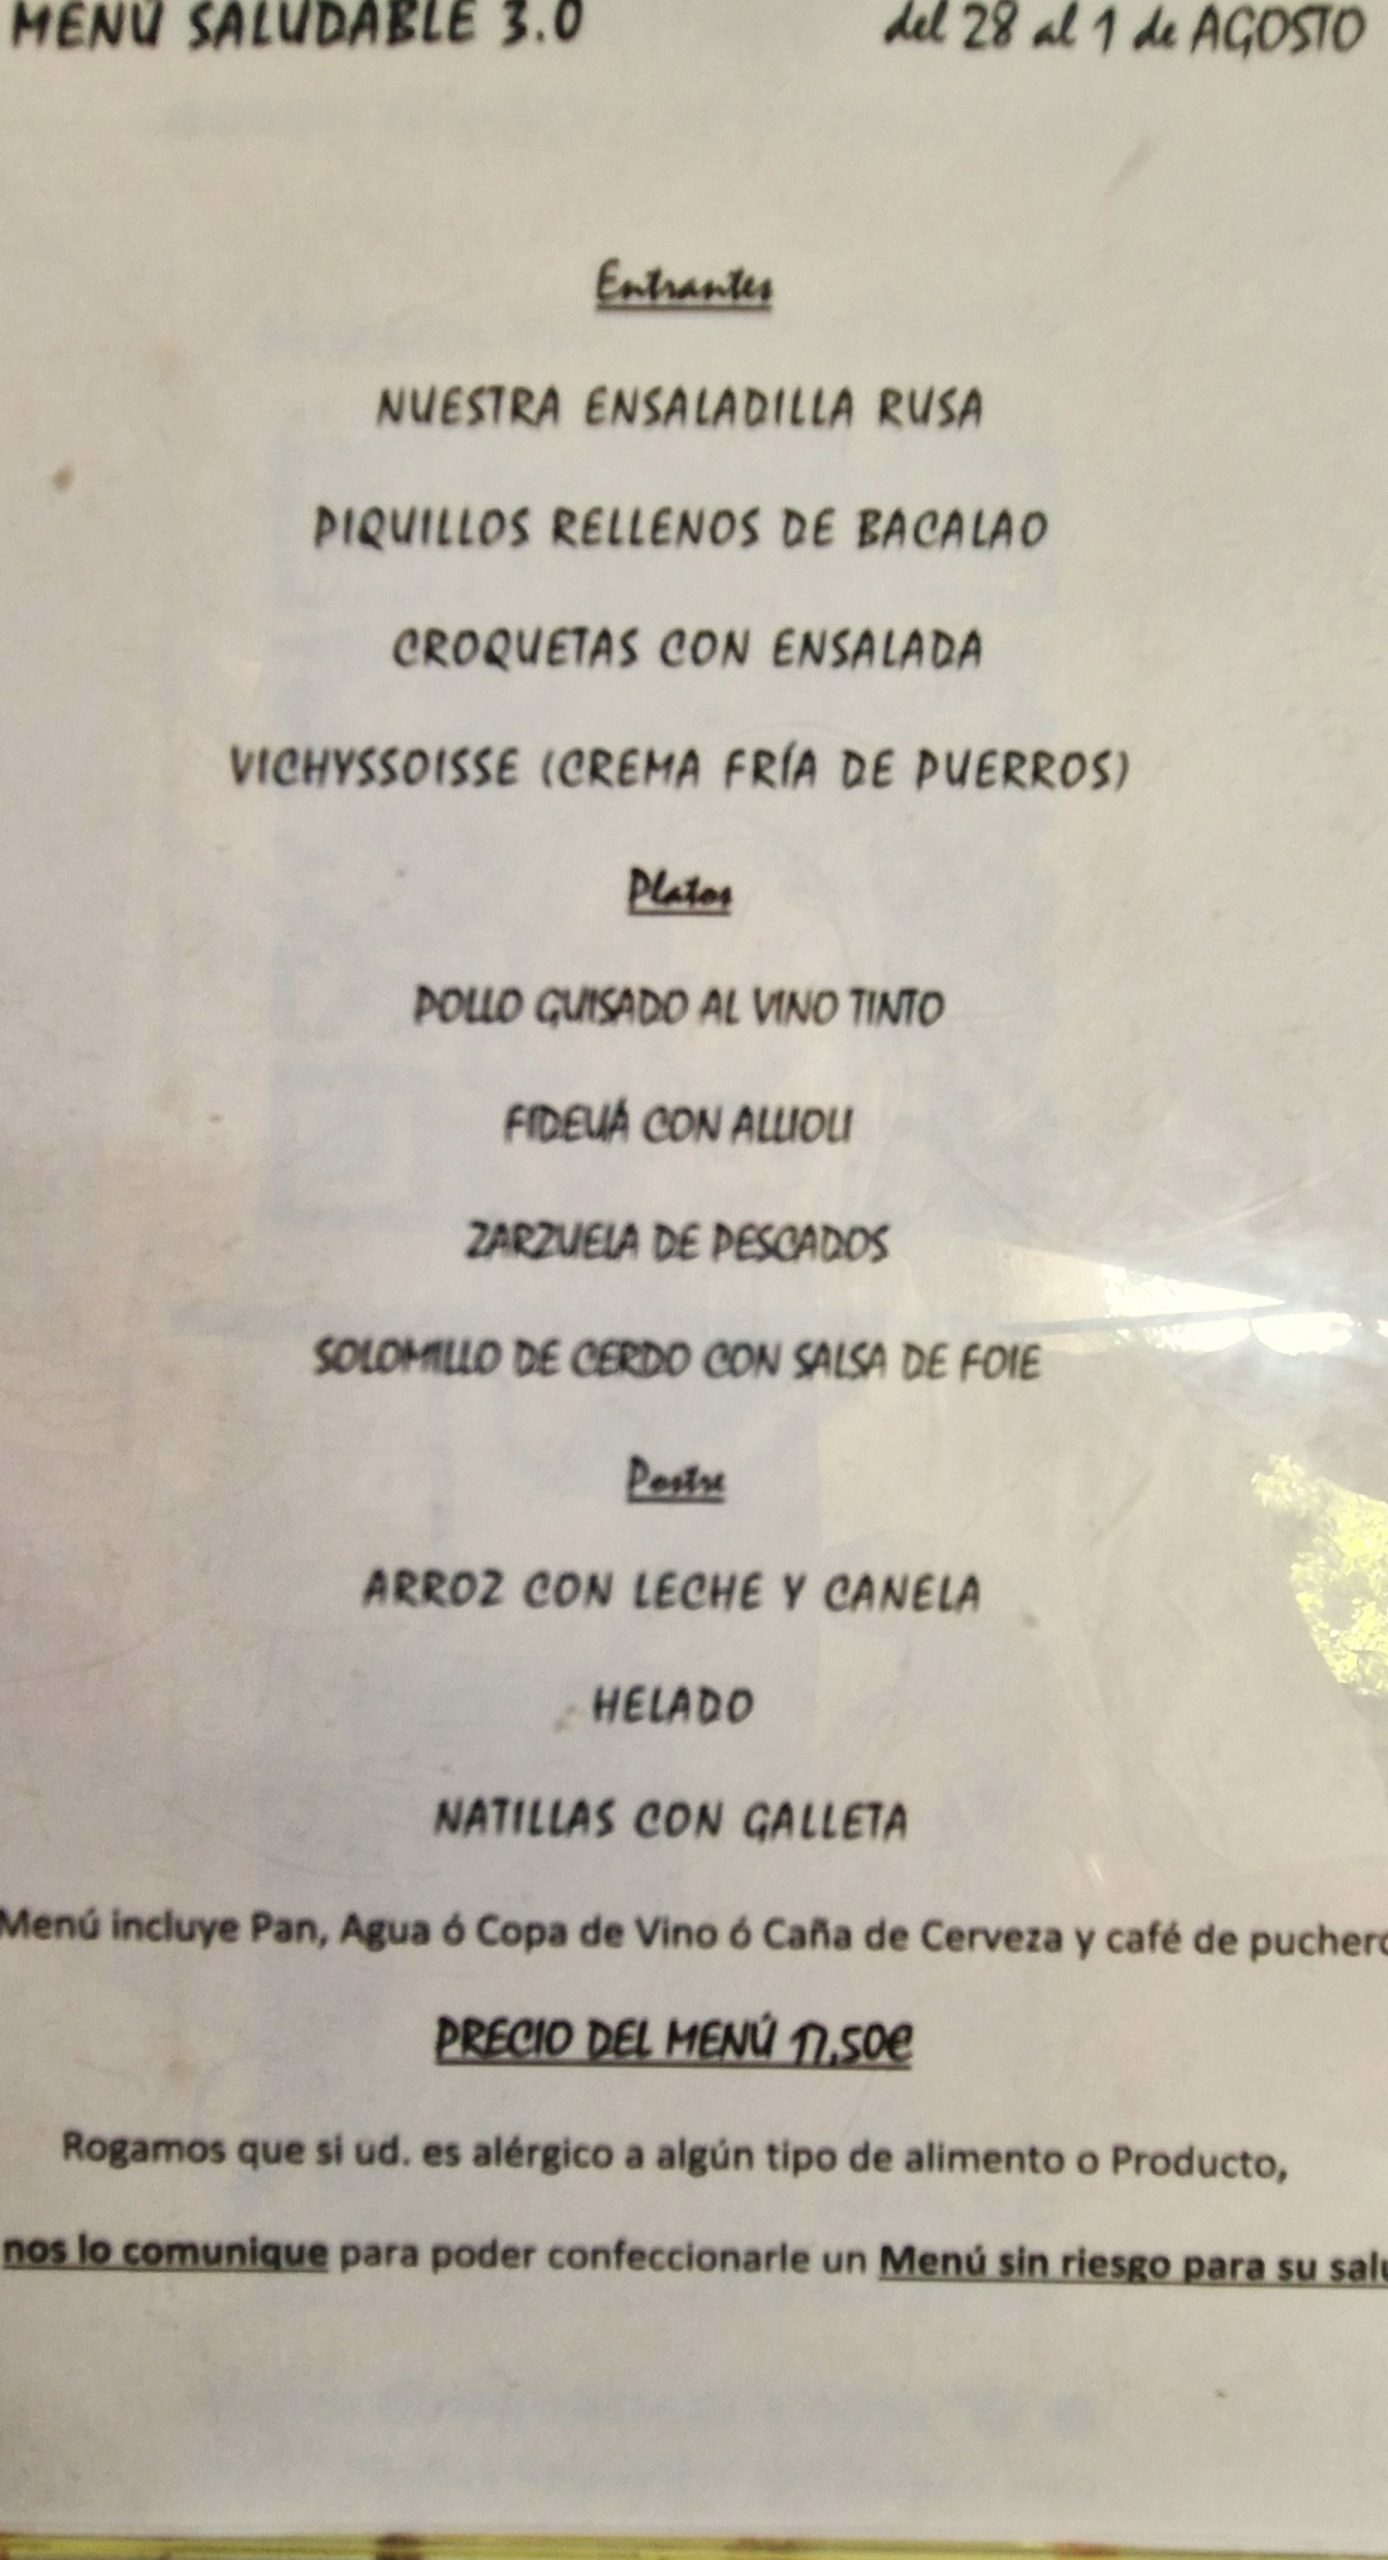 MENÚ SALUDABLE 3.0 del 28 al 1 de AGOSTO
Entrantes
NUESTRA ENSALADILLA RUSA
PIQUILLOS RELLENOS DE BACALAO
CROQUETAS CON ENSALADA
VICHYSSOISSE (CREMA FRÍA DE PUERROS)
Platos
POLLO GUISADO AL VINO TINTO
FIDEUÁ CON ALLIOLI
ZARZUELA DE PESCADOS
SOLOMILLO DE CERDO CON SALSA DE FOIE
Postre
ARROZ CON LECHE Y CANELA
HELADO
NATILLAS CON GALLETA
Menú incluye Pan, Agua ó Copa de Vino ó Caña de Cerveza y café de puchero
PRECIO DEL MENÚ 17,50€
Rogamos que si ud. es alérgico a algún tipo de alimento o Producto,
nos lo comunique para poder confeccionarle un Menú sin riesgo para su salu